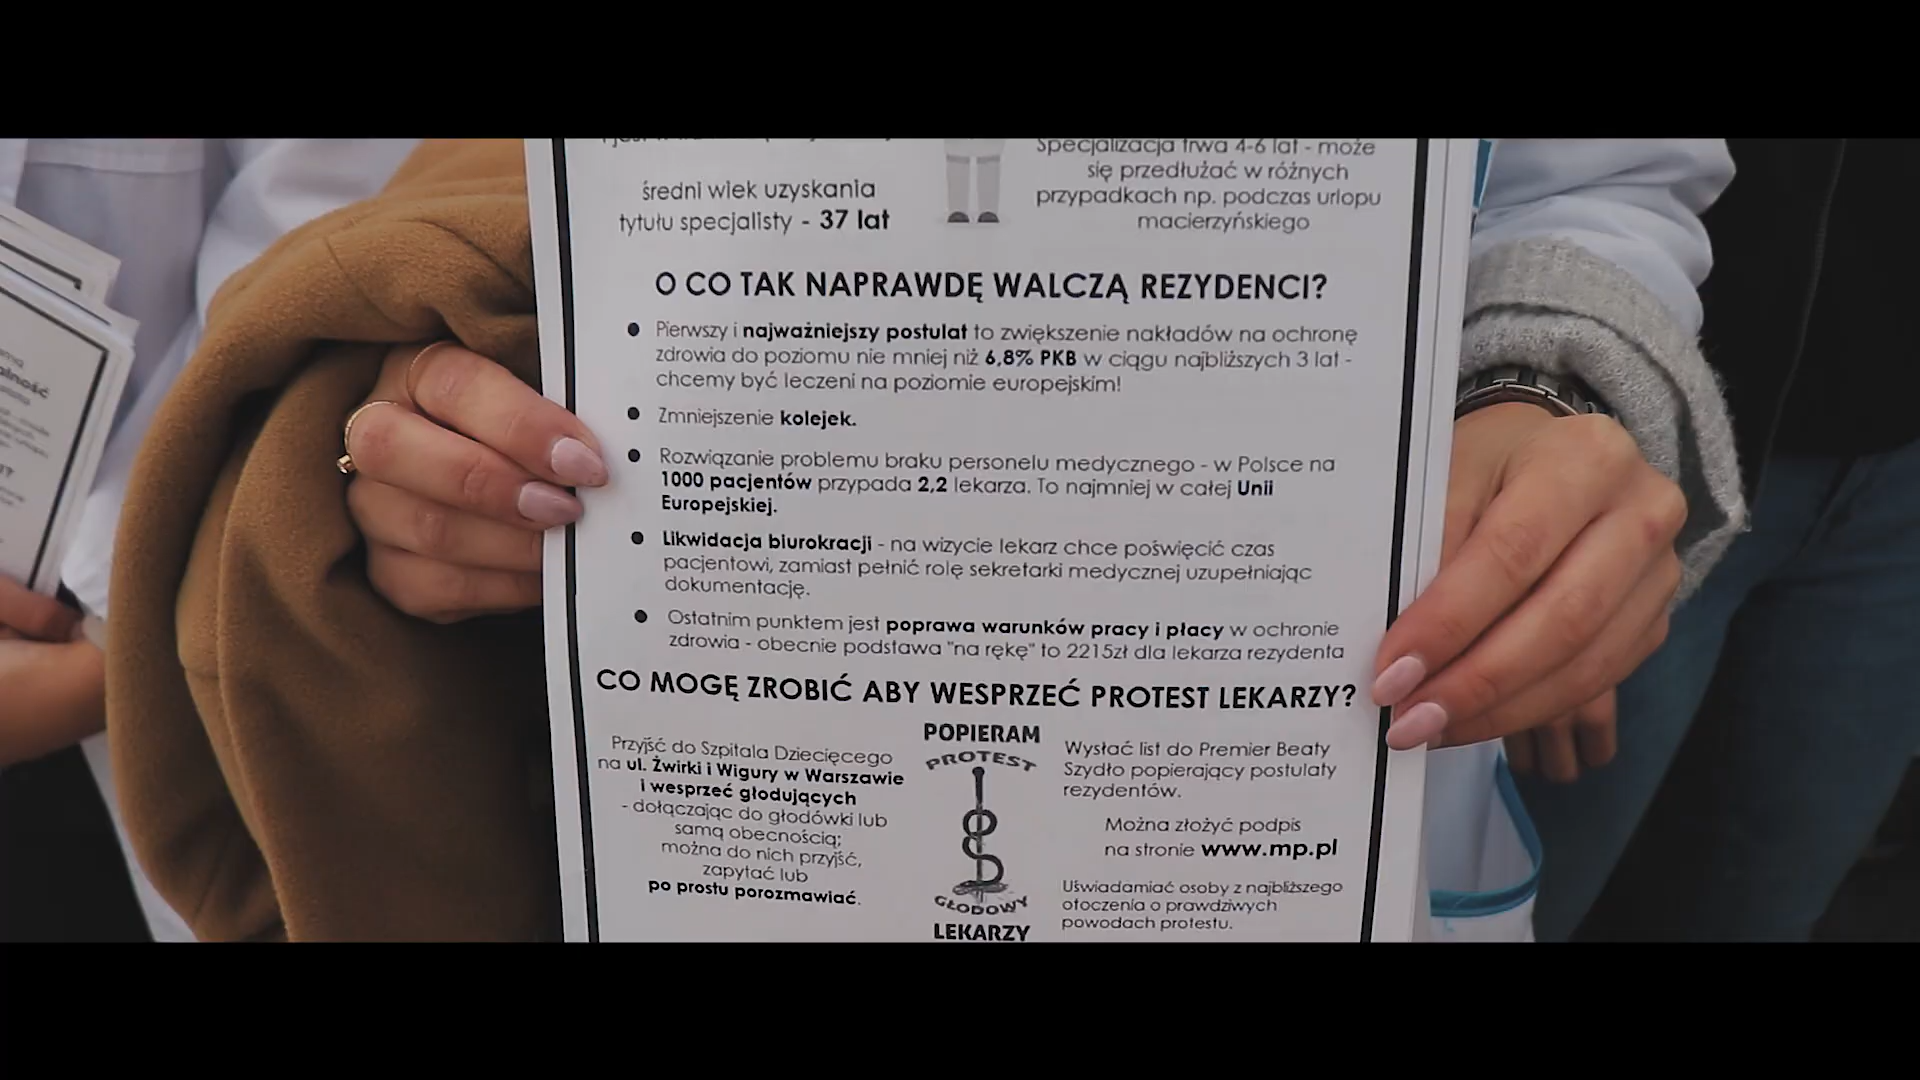 średni wiek uzyskania
tytułu specjalisty - 37 lat
Specjalizacja trwa 4-6 lat - może
się przedłużać w różnych
przypadkach np. podczas urlopu
macierzyńskiego
O CO TAK NAPRAWDĘ WALCZĄ REZYDENCI?
● Pierwszy i najważniejszy postulat to zwiększenie nakładów na ochronę
zdrowia do poziomu nie mniej niż 6,8% PKB w ciągu najbliższych 3 lat -
chcemy być leczeni na poziomie europejskim!
● Zmniejszenie kolejek.
● Rozwiązanie problemu braku personelu medycznego - w Polsce na
1000 pacjentów przypada 2,2 lekarza. To najmniej w całej Unii
Europejskiej.
● Likwidacja biurokracji - na wizycie lekarz chce poświęcić czas
pacjentowi, zamiast pełnić rolę sekretarki medycznej uzupełniając
dokumentację.
● Ostatnim punktem jest poprawa warunków pracy i płacy w ochronie
zdrowia - obecnie podstawa "na rękę" to 2215zł dla lekarza rezydenta
CO MOGĘ ZROBIĆ ABY WESPRZEĆ PROTEST LEKARZY?
Przyjść do Szpitala Dziecięcego
na ul. Żwirki i Wigury w Warszawie
i wesprzeć głodujących
- dołączając do głodówki lub
samą obecnością;
można do nich przyjść,
zapytać lub
po prostu porozmawiać.
POPIERAM
PROTEST
GŁODOWY
LEKARZY
Wysłać list do Premier Beaty
Szydło popierający postulaty
rezydentów.
Można złożyć podpis
na stronie www.mp.pl
Uświadamiać osoby z najbliższego
otoczenia o prawdziwych
powodach protestu.